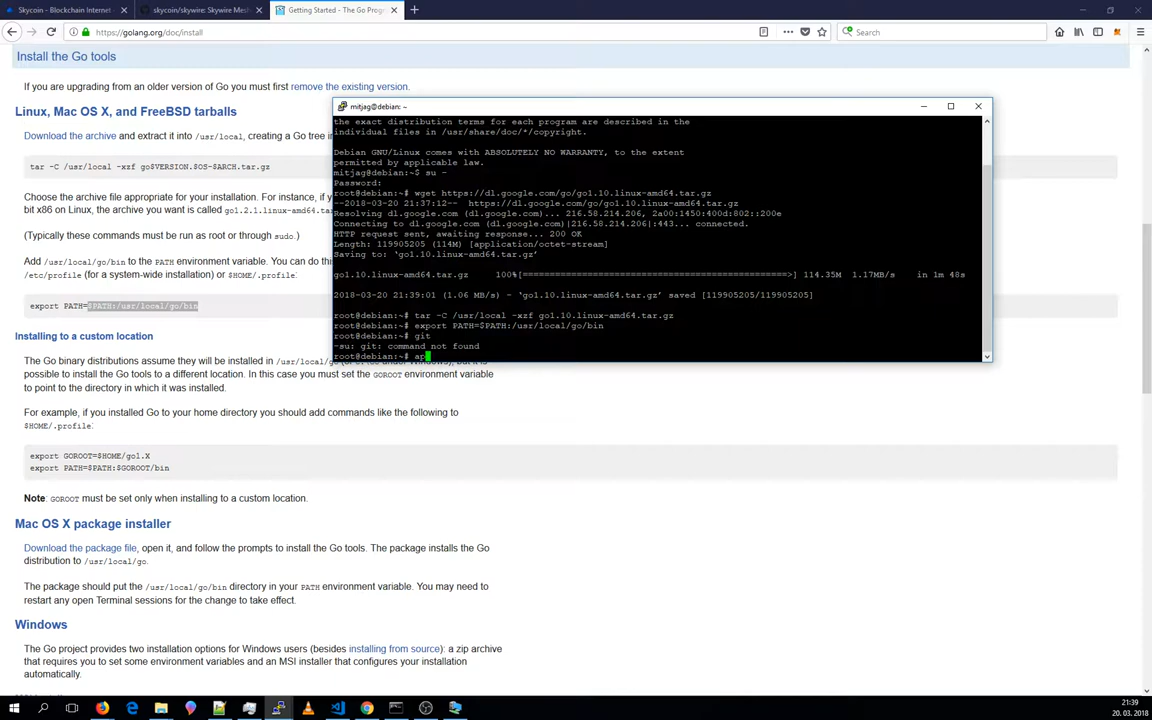 Skycoin - Blockchain Internet
skycoin/skywire: Skywire Mes
Getting Started - The Go Prog
https://golang.org/doc/install
Search
Install the Go tools
If you are upgrading from an older version of Go you must first remove the existing version.
Linux, Mac OS X, and FreeBSD tarballs
Download the archive and extract it into /usr/local, creating a Go tree in
tar -C /usr/local -xzf go$VERSION.$OS-$ARCH.tar.gz
Choose the archive file appropriate for your installation. For instance, if
bit x86 on Linux, the archive you want is called go1.2.1.linux-amd64.tar
(Typically these commands must be run as root or through sudo.)
Add /usr/local/go/bin to the PATH environment variable. You can do this
/etc/profile (for a system-wide installation) or $HOME/.profile:
export PATH=$PATH:/usr/local/go/bin
Installing to a custom location
The Go binary distributions assume they will be installed in /usr/local/go
possible to install the Go tools to a different location. In this case you must set the GOROOT environment variable
to point to the directory in which it was installed.
For example, if you installed Go to your home directory you should add commands like the following to
$HOME/.profile:
export GOROOT=$HOME/go1.X
export PATH=$PATH:$GOROOT/bin
Note: GOROOT must be set only when installing to a custom location.
Mac OS X package installer
Download the package file, open it, and follow the prompts to install the Go tools. The package installs the Go
distribution to /usr/local/go.
The package should put the /usr/local/go/bin directory in your PATH environment variable. You may need to
restart any open Terminal sessions for the change to take effect.
Windows
The Go project provides two installation options for Windows users (besides installing from source): a zip archive
that requires you to set some environment variables and an MSI installer that configures your installation
automatically.
mitjag@debian: ~
the exact distribution terms for each program are described in the
individual files in /usr/share/doc/*/copyright.
Debian GNU/Linux comes with ABSOLUTELY NO WARRANTY, to the extent
permitted by applicable law.
mitjag@debian:~$ su -
Password:
root@debian:~# wget https://dl.google.com/go/go1.10.linux-amd64.tar.gz
--2018-03-20 21:37:12--  https://dl.google.com/go/go1.10.linux-amd64.tar.gz
Resolving dl.google.com (dl.google.com)... 216.58.214.206, 2a00:1450:400d:802::200e
Connecting to dl.google.com (dl.google.com)|216.58.214.206|:443... connected.
HTTP request sent, awaiting response... 200 OK
Length: 119905205 (114M) [application/octet-stream]
Saving to: ‘go1.10.linux-amd64.tar.gz’
go1.10.linux-amd64.tar.gz 100%[================================================>] 114.35M 1.17MB/s in 1m 48s
2018-03-20 21:39:01 (1.06 MB/s) - ‘go1.10.linux-amd64.tar.gz’ saved [119905205/119905205]
root@debian:~# tar -C /usr/local -xzf go1.10.linux-amd64.tar.gz
root@debian:~# export PATH=$PATH:/usr/local/go/bin
root@debian:~# git
-su: git: command not found
root@debian:~# ap
21:39
20. 03. 2018